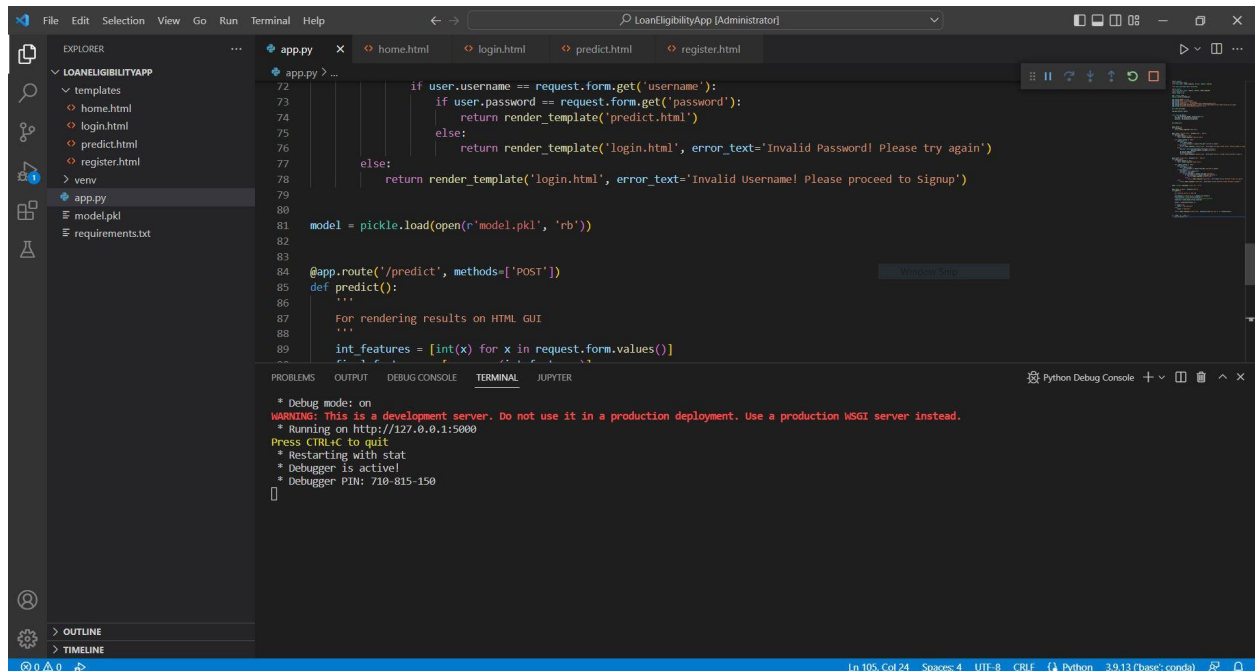 File Edit Selection View Go Run Terminal Help
LoanEligibilityApp [Administrator]
EXPLORER
LOANELIGIBILITYAPP
templates
home.html
login.html
predict.html
register.html
venv
app.py
model.pkl
requirements.txt
OUTLINE
TIMELINE
1
app.py home.html login.html predict.html register.html
app.py > ...
72 if user.username == request.form.get('username'):
73 if user.password == request.form.get('password'):
74 return render_template('predict.html')
75 else:
76 return render_template('login.html', error_text='Invalid Password! Please try again')
77 else:
78 return render_template('login.html', error_text='Invalid Username! Please proceed to Signup')
79
80
81 model = pickle.load(open(r'model.pkl', 'rb'))
82
83
84 @app.route('/predict', methods=['POST'])
85 def predict():
86 '''
87 For rendering results on HTML GUI
88 '''
89 int_features = [int(x) for x in request.form.values()]
Window Snip
PROBLEMS OUTPUT DEBUG CONSOLE TERMINAL JUPYTER
Python Debug Console
* Debug mode: on
WARNING: This is a development server. Do not use it in a production deployment. Use a production WSGI server instead.
* Running on http://127.0.0.1:5000
Press CTRL+C to quit
* Restarting with stat
* Debugger is active!
* Debugger PIN: 710-815-150
0 0 Ln 105, Col 24 Spaces: 4 UTF-8 CRLF Python 3.9.13 ('base': conda)